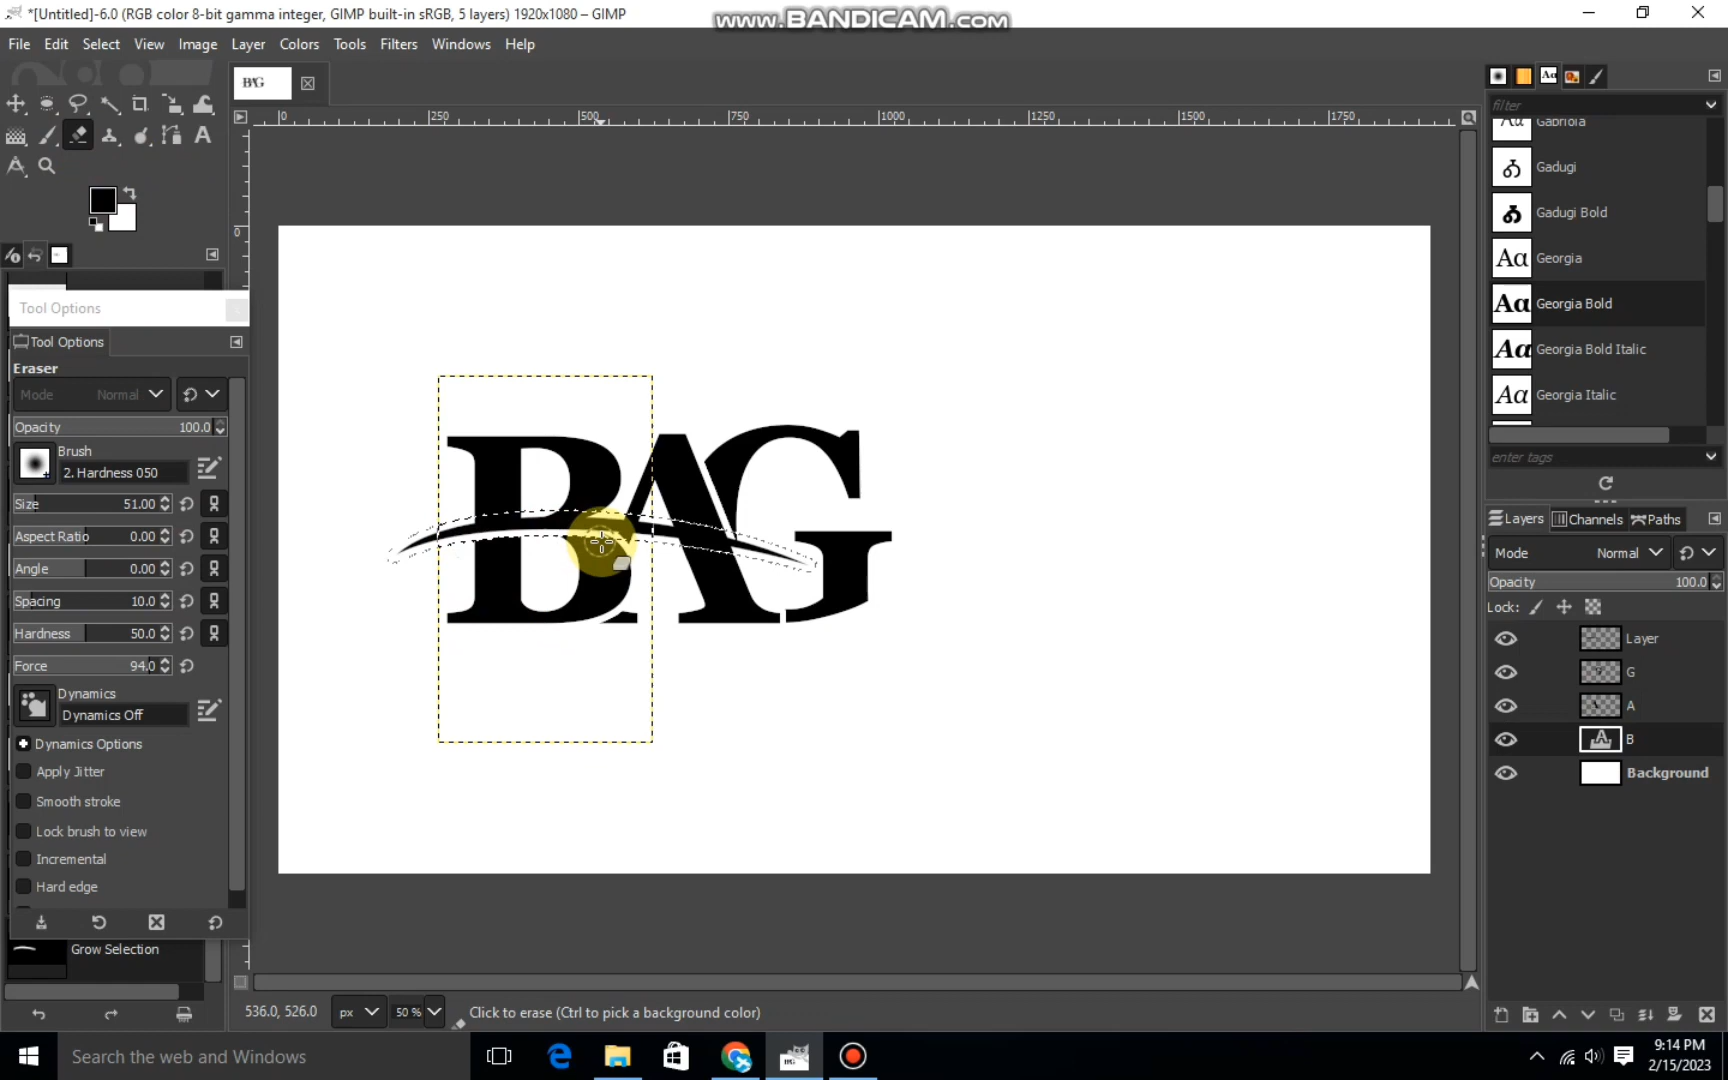 *[Untitled]-6.0 (RGB color 8-bit gamma integer, GIMP built-in sRGB, 5 layers) 1920x1080 – GIMP
www.BANDICAM.com
File Edit Select View Image Layer Colors Tools Filters Windows Help
BAG
0 250 500 750 1000 1250 1500 1750
0
Tool Options
Tool Options
Eraser
Mode Normal
Opacity 100.0
Brush
2. Hardness 050
Size 51.00
Aspect Ratio 0.00
Angle 0.00
Spacing 10.0
Hardness 50.0
Force 94.0
Dynamics
Dynamics Off
Dynamics Options
Apply Jitter
Smooth stroke
Lock brush to view
Incremental
Hard edge
Grow Selection
BAG
536.0, 526.0 px 50 % Click to erase (Ctrl to pick a background color)
filter
Aα Gabriola
Gadugi
Gadugi Bold
Aα Georgia
Aα Georgia Bold
Aα Georgia Bold Italic
Aα Georgia Italic
enter tags
Layers Channels Paths
Mode Normal
Opacity 100.0
Lock:
Layer
G
A
B
Background
Search the web and Windows
9:14 PM
2/15/2023